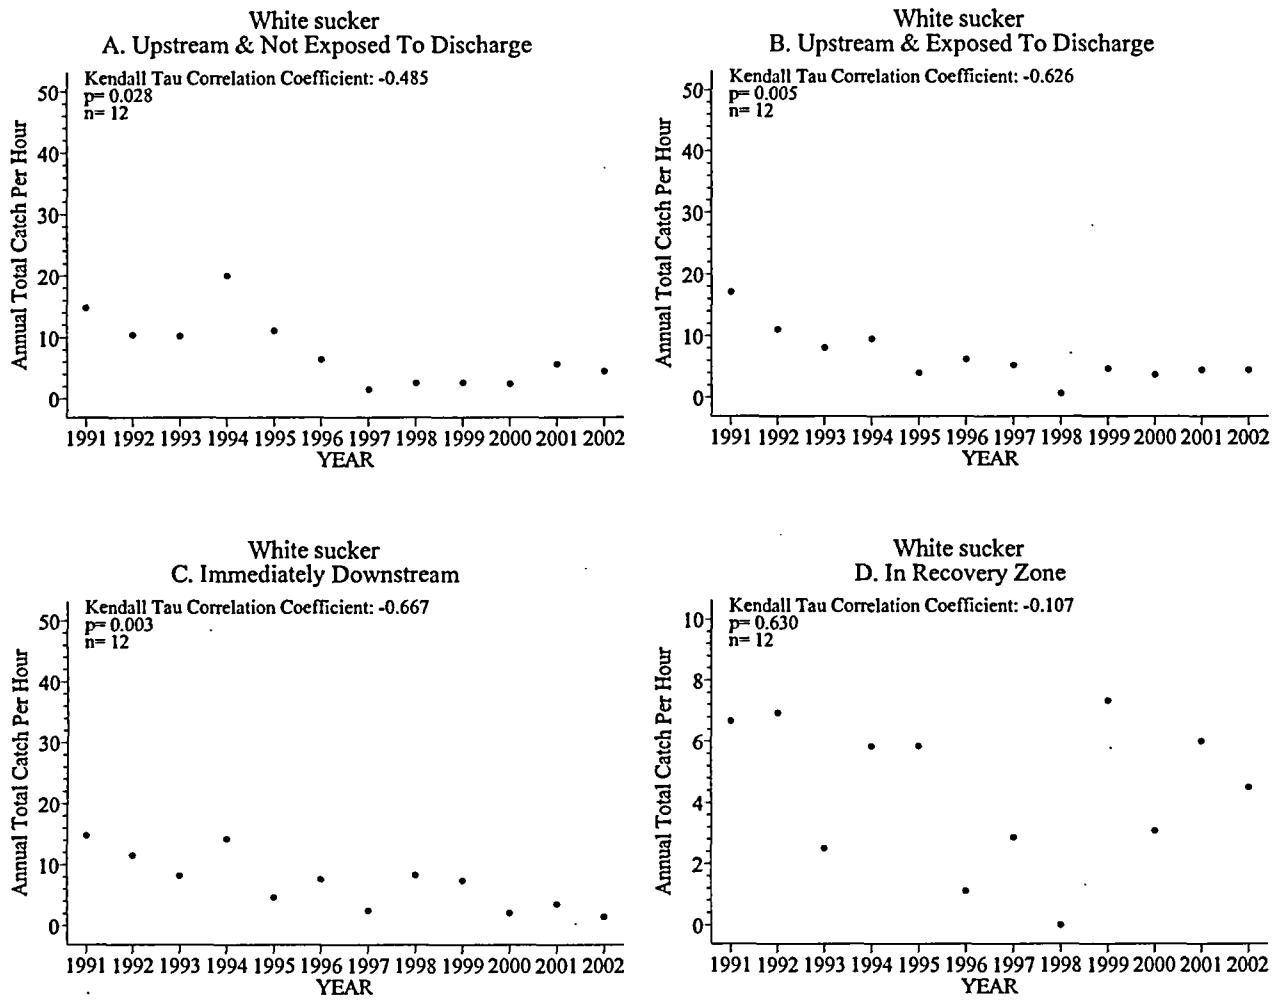 White sucker
A. Upstream & Not Exposed To Discharge
Kendall Tau Correlation Coefficient: -0.485
p= 0.028
n= 12
50
40
30
20
10
0
Annual Total Catch Per Hour
1991 1992 1993 1994 1995 1996 1997 1998 1999 2000 2001 2002
YEAR
White sucker
B. Upstream & Exposed To Discharge
Kendall Tau Correlation Coefficient: -0.626
p= 0.005
n= 12
50
40
30
20
10
0
Annual Total Catch Per Hour
1991 1992 1993 1994 1995 1996 1997 1998 1999 2000 2001 2002
YEAR
White sucker
C. Immediately Downstream
Kendall Tau Correlation Coefficient: -0.667
p= 0.003
n= 12
50
40
30
20
10
0
Annual Total Catch Per Hour
1991 1992 1993 1994 1995 1996 1997 1998 1999 2000 2001 2002
YEAR
White sucker
D. In Recovery Zone
Kendall Tau Correlation Coefficient: -0.107
p= 0.630
n= 12
10
8
6
4
2
0
Annual Total Catch Per Hour
1991 1992 1993 1994 1995 1996 1997 1998 1999 2000 2001 2002
YEAR